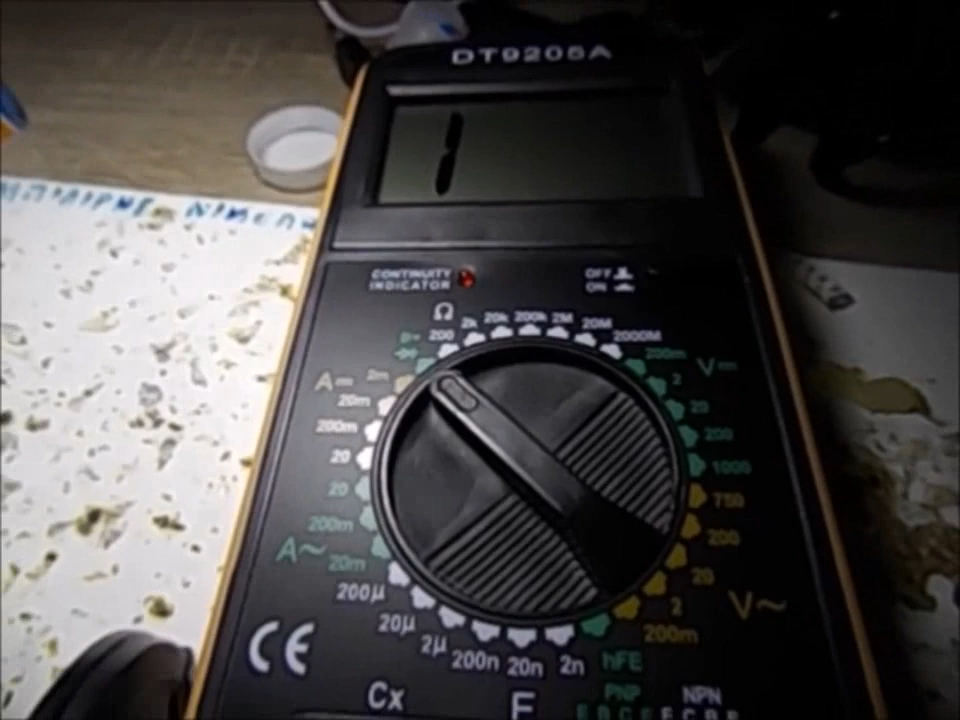 DT9205A
1
CONTINUITY
INDICATOR
OFF
ON
Ω
200 2k 20k 200k 2M 20M 2000M
A⎓ 2m
20m
200m
20
20
200m
A~ 20m
200µ
20µ
2µ
200n
20n
2n
200m V⎓
2
20
200
1000
750
200
20
2 V~
200m
hFE
CE
Cx
F
PNP NPN